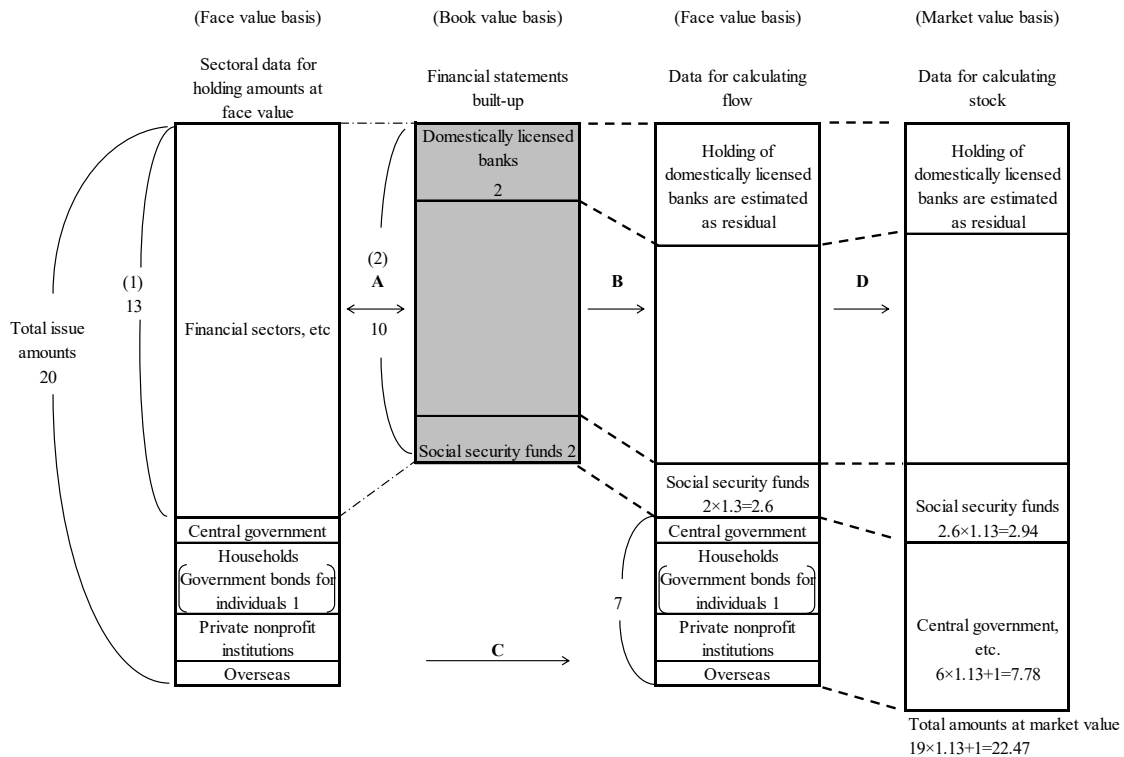 (Face value basis)
(Book value basis)
(Face value basis)
(Market value basis)
Sectoral data for
holding amounts at
face value
Financial statements
built-up
Data for calculating
flow
Data for calculating
stock
Total issue
amounts
20
(1)
13
Financial sectors, etc
Central government
Households
Government bonds for
individuals 1
Private nonprofit
institutions
Overseas
(2)
A
10
Domestically licensed
banks
2
Social security funds 2
B
C
Holding of
domestically licensed
banks are estimated
as residual
Social security funds
2×1.3=2.6
7
Central government
Households
Government bonds for
individuals 1
Private nonprofit
institutions
Overseas
D
Holding of
domestically licensed
banks are estimated
as residual
Social security funds
2.6×1.13=2.94
Central government,
etc.
6×1.13+1=7.78
Total amounts at market value
19×1.13+1=22.47